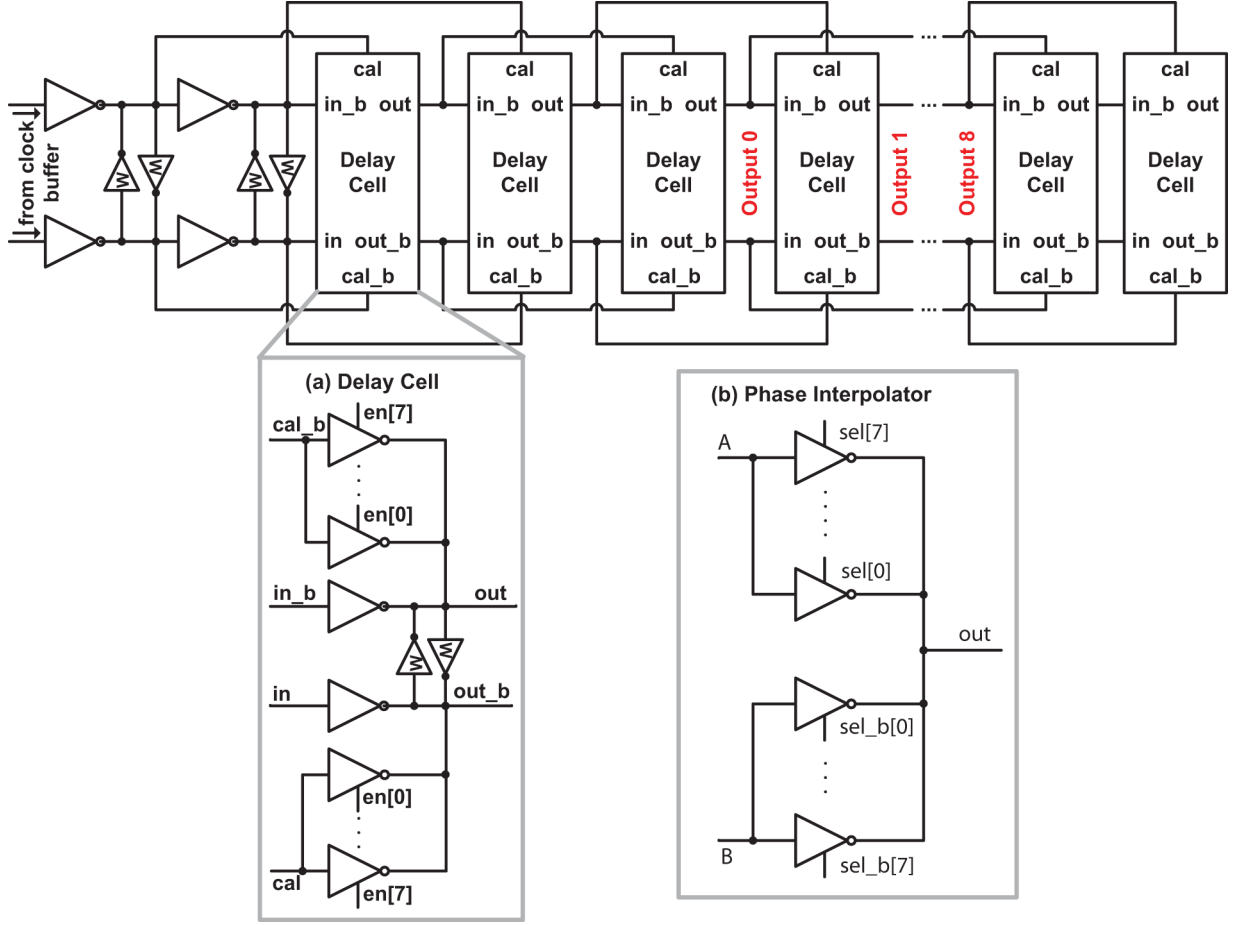 cal cal cal cal cal
in_b out in_b out in_b out in_b out ... in_b out in_b out
from clock
buffer
W W W W
Delay
Cell
Delay
Cell
Delay
Cell
Output 0
Delay
Cell
Output 1
...
Output 8
Delay
Cell
Delay
Cell
in out_b in out_b in out_b in out_b ... in out_b in out_b
cal_b cal_b cal_b cal_b cal_b cal_b
(a) Delay Cell
cal_b
en[7]
en[0]
in_b
out
W W
in
out_b
en[0]
cal
en[7]
(b) Phase Interpolator
A
sel[7]
sel[0]
out
sel_b[0]
B
sel_b[7]